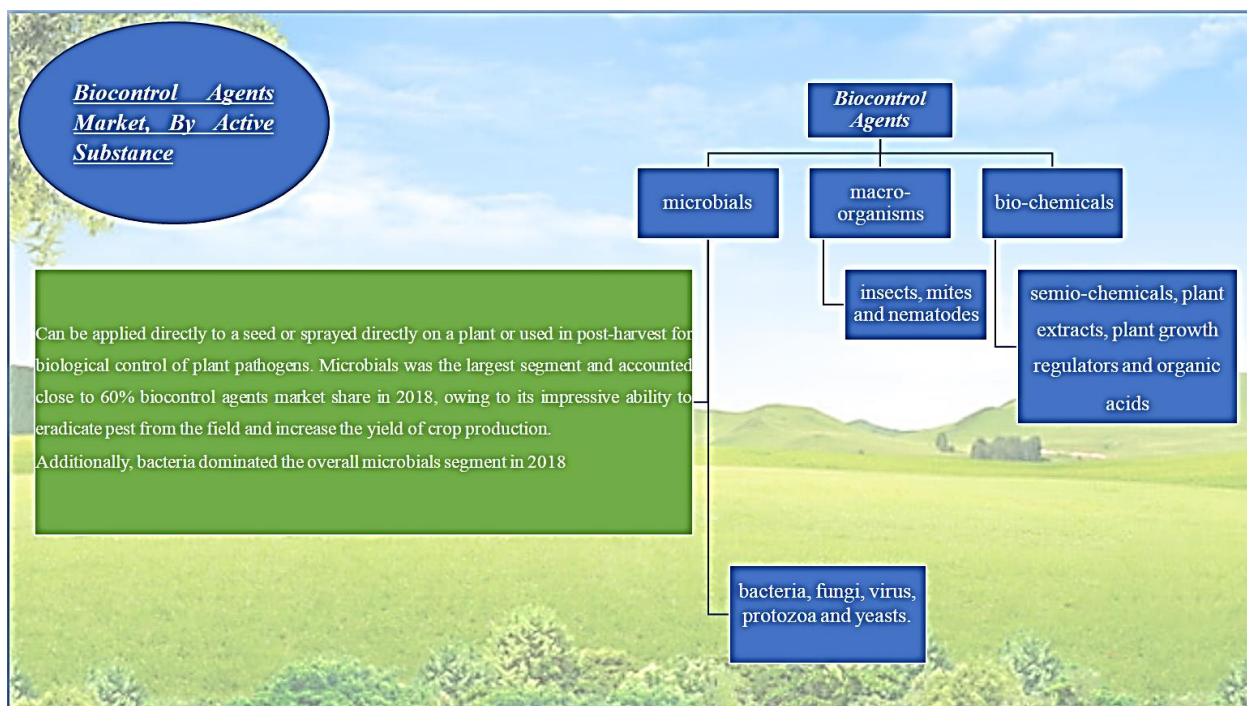 Biocontrol Agents
Market, By Active
Substance
Biocontrol
Agents
microbials
macro-
organisms
bio-chemicals
insects, mites
and nematodes
semio-chemicals, plant
extracts, plant growth
regulators and organic
acids
Can be applied directly to a seed or sprayed directly on a plant or used in post-harvest for
biological control of plant pathogens. Microbials was the largest segment and accounted
close to 60% biocontrol agents market share in 2018, owing to its impressive ability to
eradicate pest from the field and increase the yield of crop production.
Additionally, bacteria dominated the overall microbials segment in 2018
bacteria, fungi, virus,
protozoa and yeasts.